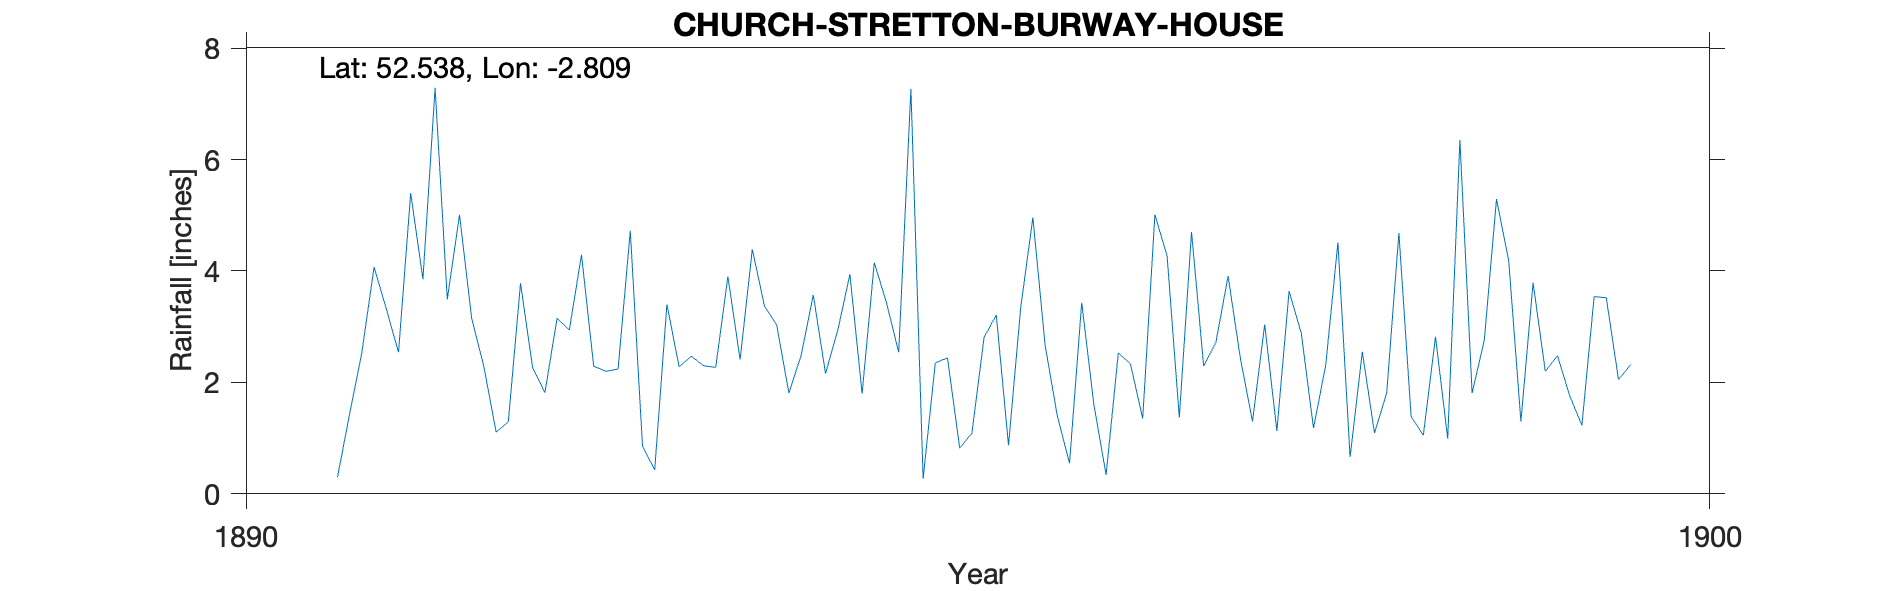 CHURCH-STRETTON-BURWAY-HOUSE
8
Lat: 52.538, Lon: -2.809
6
4
2
0
Rainfall [inches]
1890
1900
Year